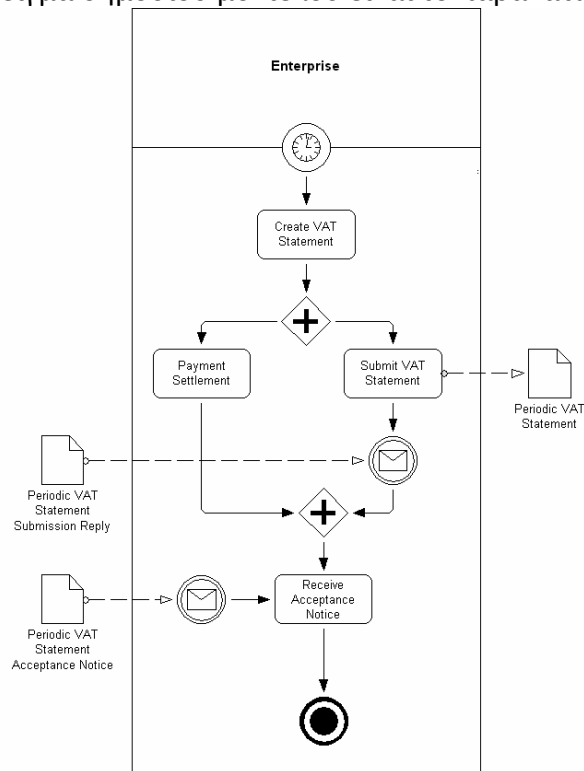 Enterprise
Create VAT
Statement
Payment
Settlement
Submit VAT
Statement
Periodic VAT
Statement
Periodic VAT
Statement
Submission Reply
Receive
Acceptance
Notice
Periodic VAT
Statement
Acceptance Notice